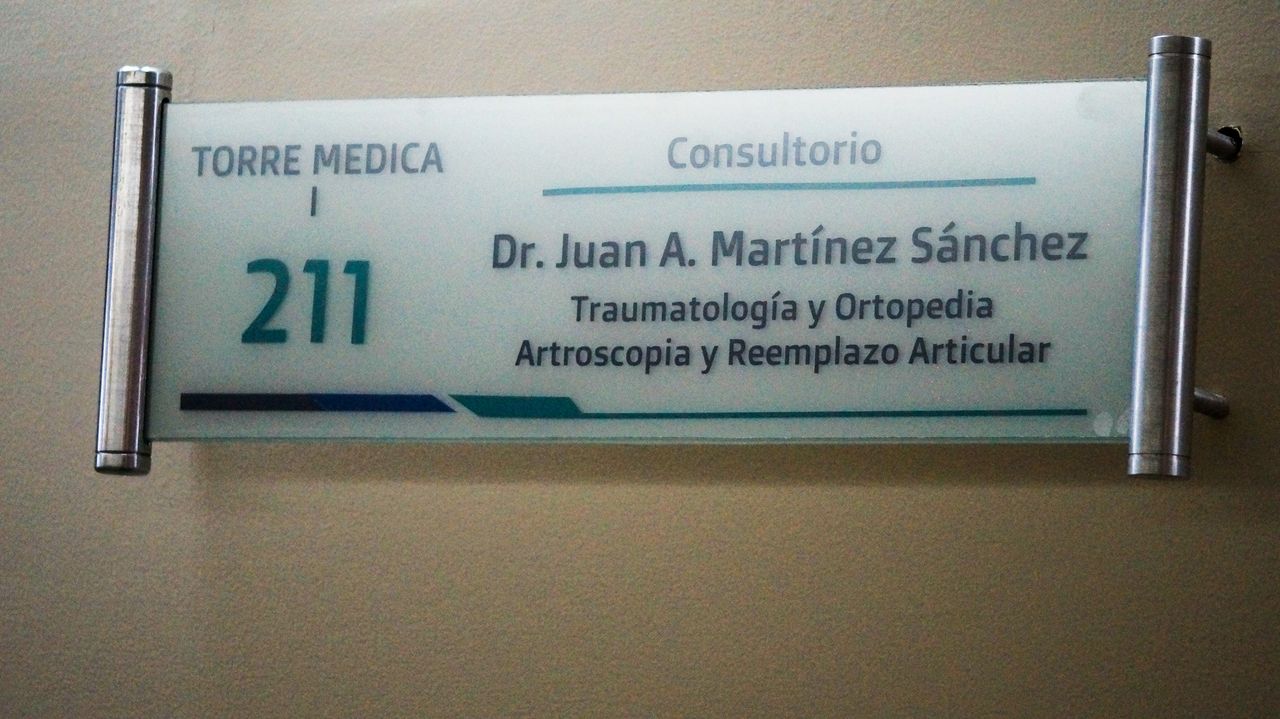 TORRE MEDICA
I
211
Consultorio
Dr. Juan A. Martínez Sánchez
Traumatología y Ortopedia
Artroscopia y Reemplazo Articular